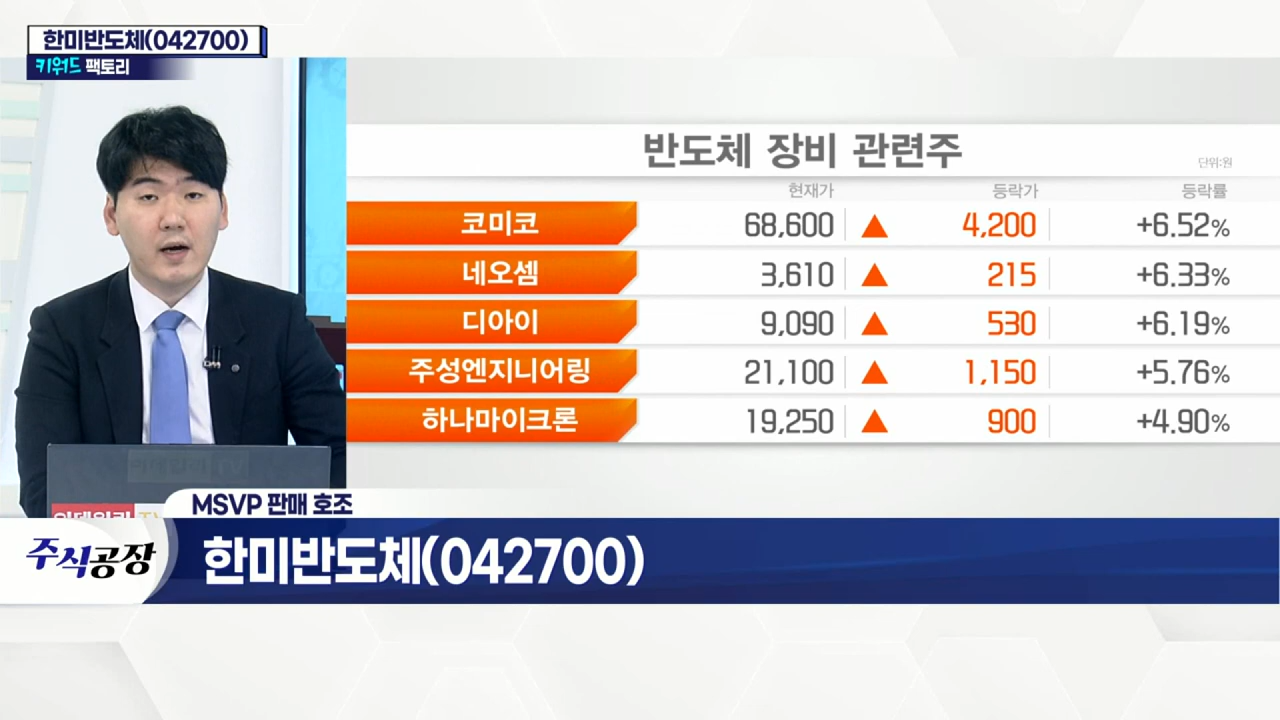 한미반도체(042700)
키워드 팩토리
반도체 장비 관련주
단위:원
현재가 등락가 등락률
코미코 68,600 ▲ 4,200 +6.52%
네오셈 3,610 ▲ 215 +6.33%
디아이 9,090 ▲ 530 +6.19%
주성엔지니어링 21,100 ▲ 1,150 +5.76%
하나마이크론 19,250 ▲ 900 +4.90%
MSVP 판매 호조
주식공장
한미반도체(042700)